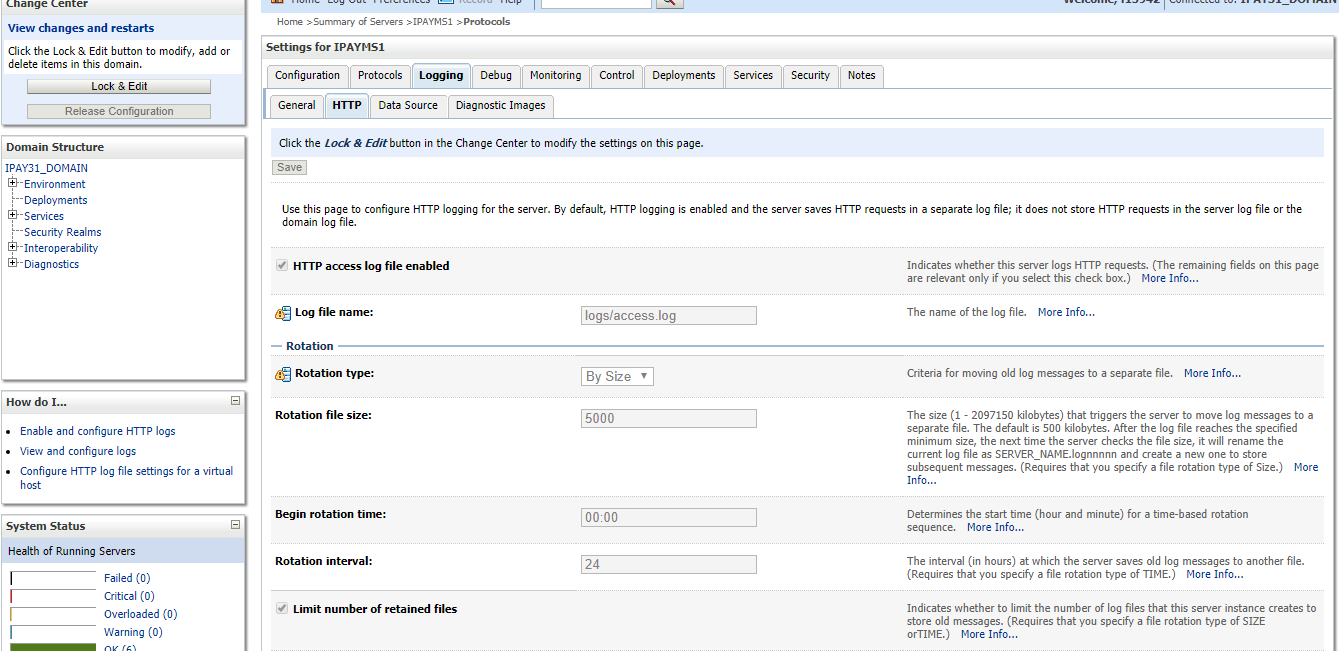 Change Center
View changes and restarts
Click the Lock & Edit button to modify, add or
delete items in this domain.
Lock & Edit
Release Configuration
Domain Structure
IPAY31_DOMAIN
Environment
Deployments
Services
Security Realms
Interoperability
Diagnostics
How do I...
Enable and configure HTTP logs
View and configure logs
Configure HTTP log file settings for a virtual
host
System Status
Health of Running Servers
Failed (0)
Critical (0)
Overloaded (0)
Warning (0)
OK (6)
Home Log Out Preferences Record Help
Welcome, Connected to: IPAY31_DOMAIN
Home >Summary of Servers >IPAYMS1 >Protocols
Settings for IPAYMS1
Configuration Protocols Logging Debug Monitoring Control Deployments Services Security Notes
General HTTP Data Source Diagnostic Images
Click the Lock & Edit button in the Change Center to modify the settings on this page.
Save
Use this page to configure HTTP logging for the server. By default, HTTP logging is enabled and the server saves HTTP requests in a separate log file; it does not store HTTP requests in the server log file or the
domain log file.
HTTP access log file enabled
Indicates whether this server logs HTTP requests. (The remaining fields on this page
are relevant only if you select this check box.) More Info...
Log file name:
logs/access.log
The name of the log file. More Info...
Rotation
Rotation type:
By Size
Criteria for moving old log messages to a separate file. More Info...
Rotation file size:
5000
The size (1 - 2097150 kilobytes) that triggers the server to move log messages to a
separate file. The default is 500 kilobytes. After the log file reaches the specified
minimum size, the next time the server checks the file size, it will rename the
current log file as SERVER_NAME.lognnnnn and create a new one to store
subsequent messages. (Requires that you specify a file rotation type of Size.) More
Info...
Begin rotation time:
00:00
Determines the start time (hour and minute) for a time-based rotation
sequence. More Info...
Rotation interval:
24
The interval (in hours) at which the server saves old log messages to another file.
(Requires that you specify a file rotation type of TIME.) More Info...
Limit number of retained files
Indicates whether to limit the number of log files that this server instance creates to
store old messages. (Requires that you specify a file rotation type of SIZE
orTIME.) More Info...